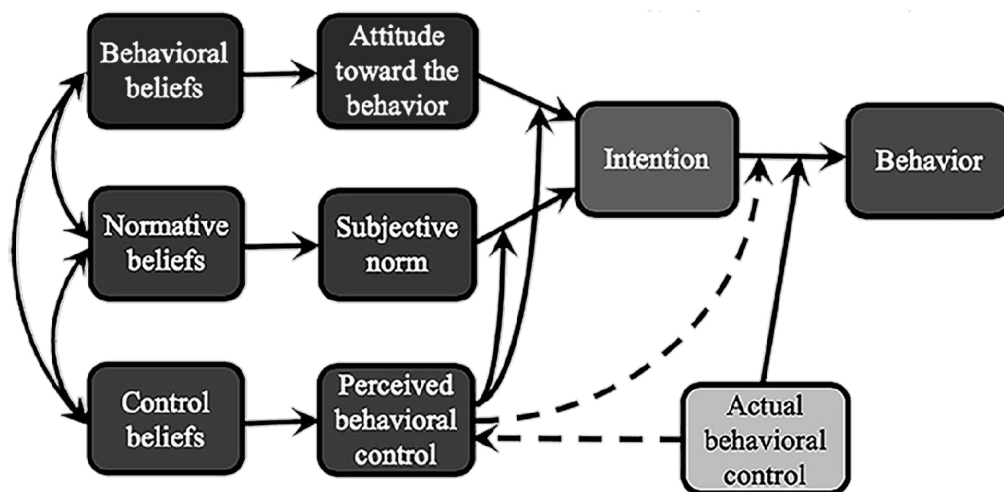 Behavioral
beliefs
Attitude
toward the
behavior
Intention
Behavior
Normative
beliefs
Subjective
norm
Control
beliefs
Perceived
behavioral
control
Actual
behavioral
control